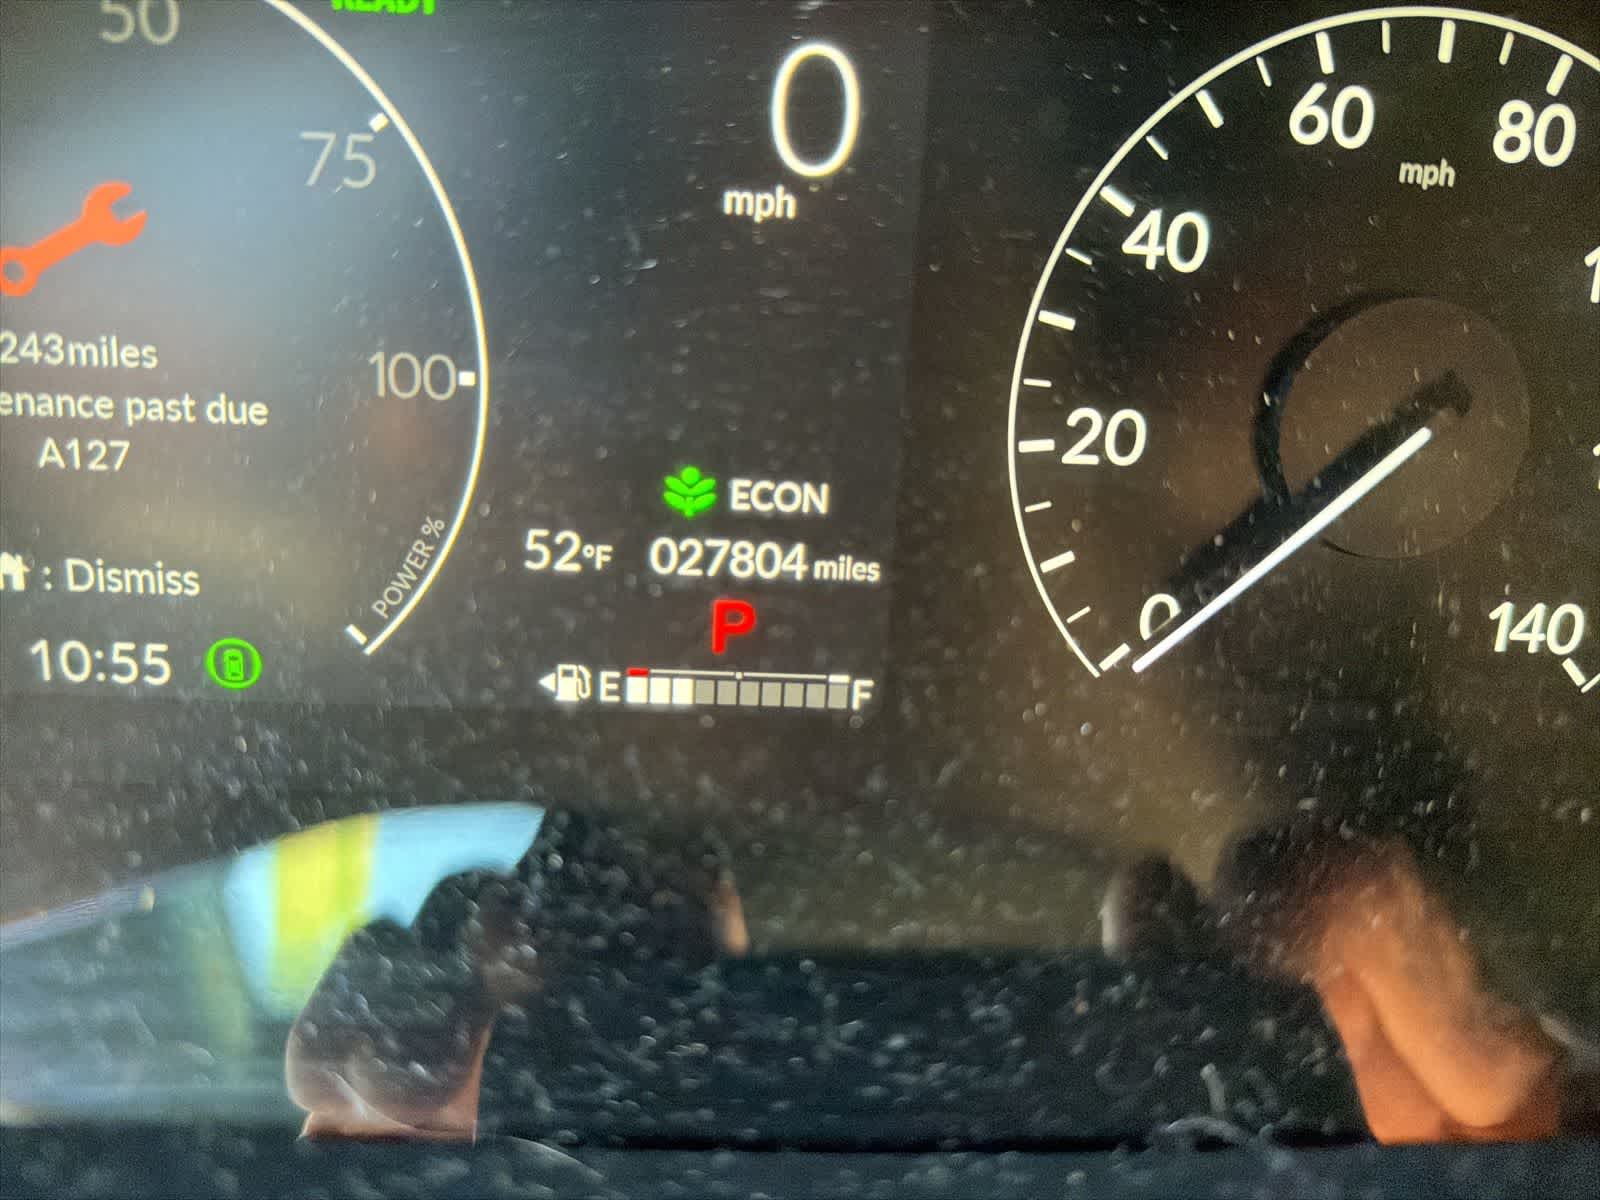 READY
50
75
100
POWER %
243miles
enance past due
A127
: Dismiss
10:55
0
mph
ECON
52°F 027804 miles
P
E F
0
20
40
60
80
mph
140